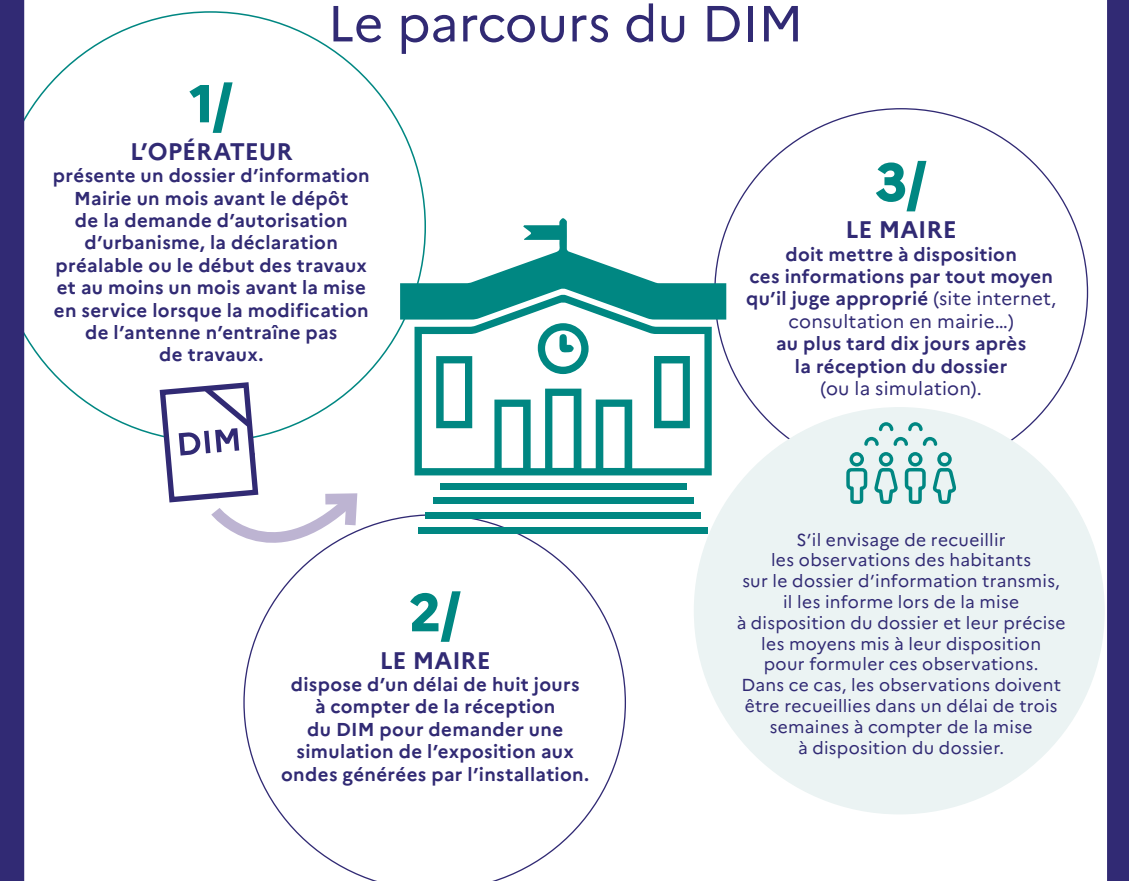 Le parcours du DIM
1/
L'OPÉRATEUR
présente un dossier d'information
Mairie un mois avant le dépôt
de la demande d'autorisation
d'urbanisme, la déclaration
préalable ou le début des travaux
et au moins un mois avant la mise
en service lorsque la modification
de l'antenne n'entraîne pas
de travaux.
DIM
2/
LE MAIRE
dispose d'un délai de huit jours
à compter de la réception
du DIM pour demander une
simulation de l'exposition aux
ondes générées par l'installation.
3/
LE MAIRE
doit mettre à disposition
ces informations par tout moyen
qu'il juge approprié (site internet,
consultation en mairie…)
au plus tard dix jours après
la réception du dossier
(ou la simulation).
S'il envisage de recueillir
les observations des habitants
sur le dossier d'information transmis,
il les informe lors de la mise
à disposition du dossier et leur précise
les moyens mis à leur disposition
pour formuler ces observations.
Dans ce cas, les observations doivent
être recueillies dans un délai de trois
semaines à compter de la mise
à disposition du dossier.